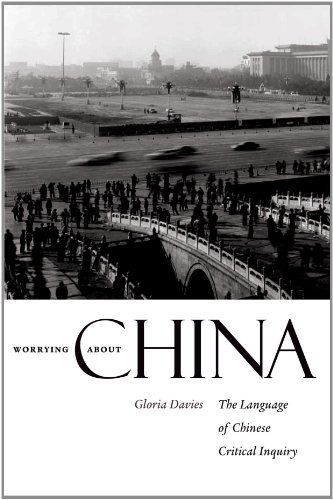 WORRYING ABOUT CHINA
Gloria Davies
The Language
of Chinese
Critical Inquiry